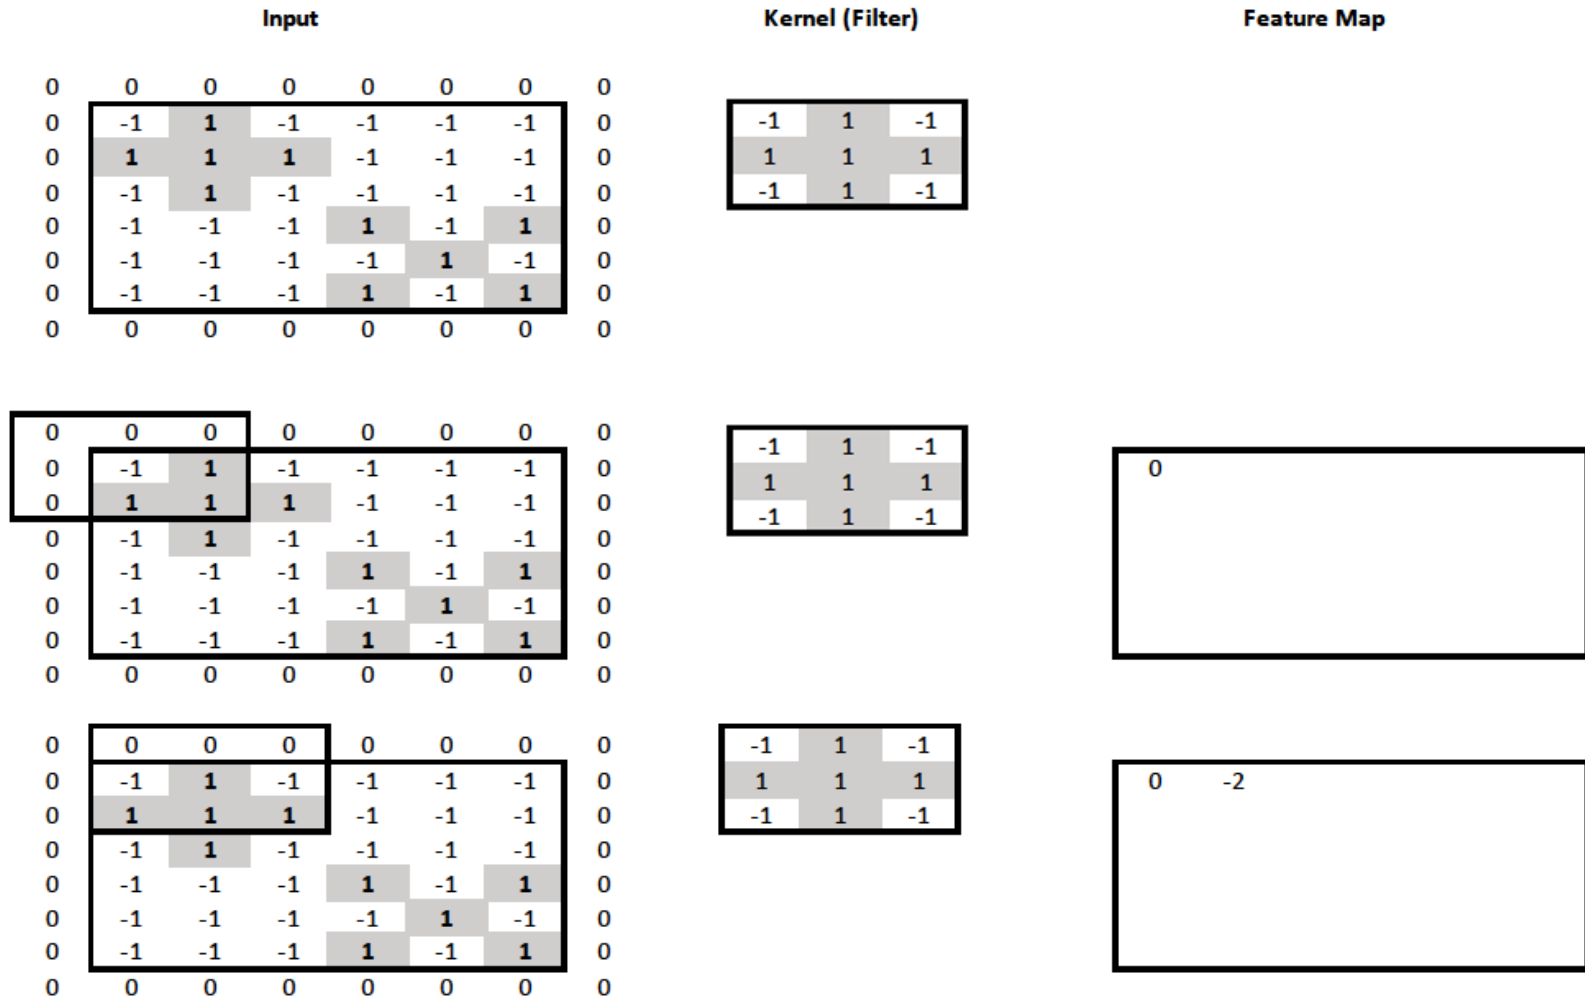 Input Kernel (Filter) Feature Map
0 0 0 0 0 0 0 0
0 -1 1 -1 -1 -1 -1 0 -1 1 -1
0 1 1 1 -1 -1 -1 0 1 1 1
0 -1 1 -1 -1 -1 -1 0 -1 1 -1
0 -1 -1 -1 1 -1 1 0
0 -1 -1 -1 -1 1 -1 0
0 -1 -1 -1 1 -1 1 0
0 0 0 0 0 0 0 0
0 0 0 0 0 0 0 0 -1 1 -1
0 -1 1 -1 -1 -1 -1 0 1 1 1 0
0 1 1 1 -1 -1 -1 0 -1 1 -1
0 -1 1 -1 -1 -1 -1 0
0 -1 -1 -1 1 -1 1 0
0 -1 -1 -1 -1 1 -1 0
0 -1 -1 -1 1 -1 1 0
0 0 0 0 0 0 0 0
0 0 0 0 0 0 0 0 -1 1 -1
0 -1 1 -1 -1 -1 -1 0 1 1 1 0 -2
0 1 1 1 -1 -1 -1 0 -1 1 -1
0 -1 1 -1 -1 -1 -1 0
0 -1 -1 -1 1 -1 1 0
0 -1 -1 -1 -1 1 -1 0
0 -1 -1 -1 1 -1 1 0
0 0 0 0 0 0 0 0